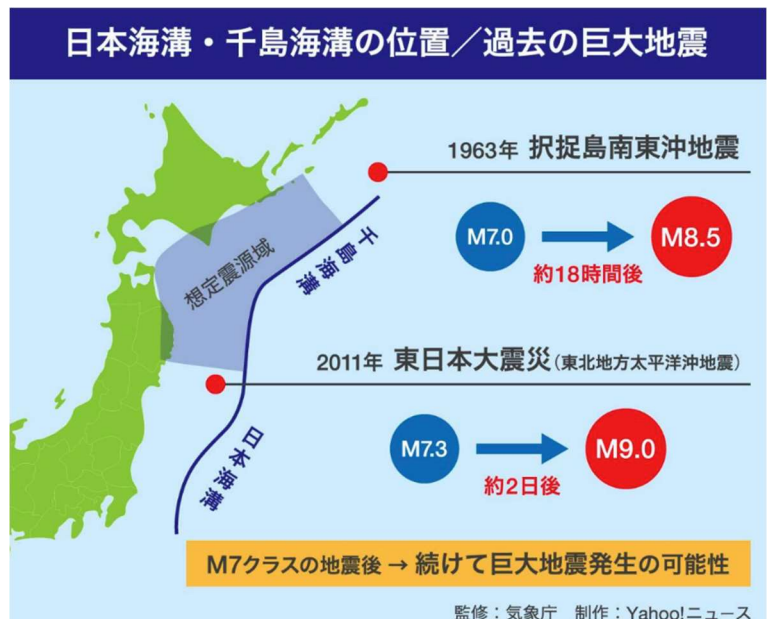 日本海溝・千島海溝の位置／過去の巨大地震
1963年 択捉島南東沖地震
M7.0
M8.5
約18時間後
千島海溝
想定震源域
2011年 東日本大震災（東北地方太平洋沖地震）
M7.3
M9.0
約2日後
日本海溝
M7クラスの地震後 → 続けて巨大地震発生の可能性
監修：気象庁　制作：Yahoo!ニュース